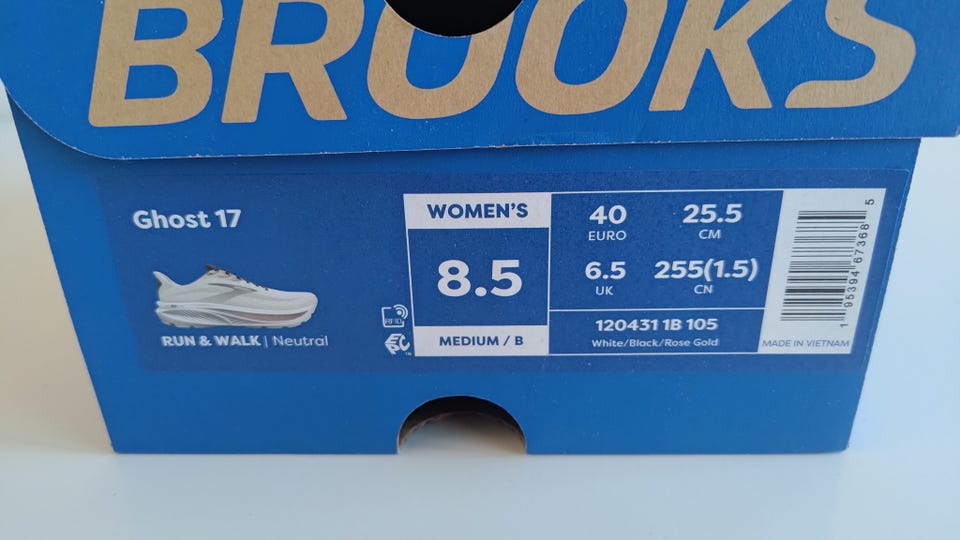 BROOKS
Ghost 17
RUN & WALK | Neutral
RFID
WOMEN'S
8.5
MEDIUM / B
40
EURO
25.5
CM
6.5
UK
255(1.5)
CN
120431 1B 105
White/Black/Rose Gold
1 95394 67368 5
MADE IN VIETNAM